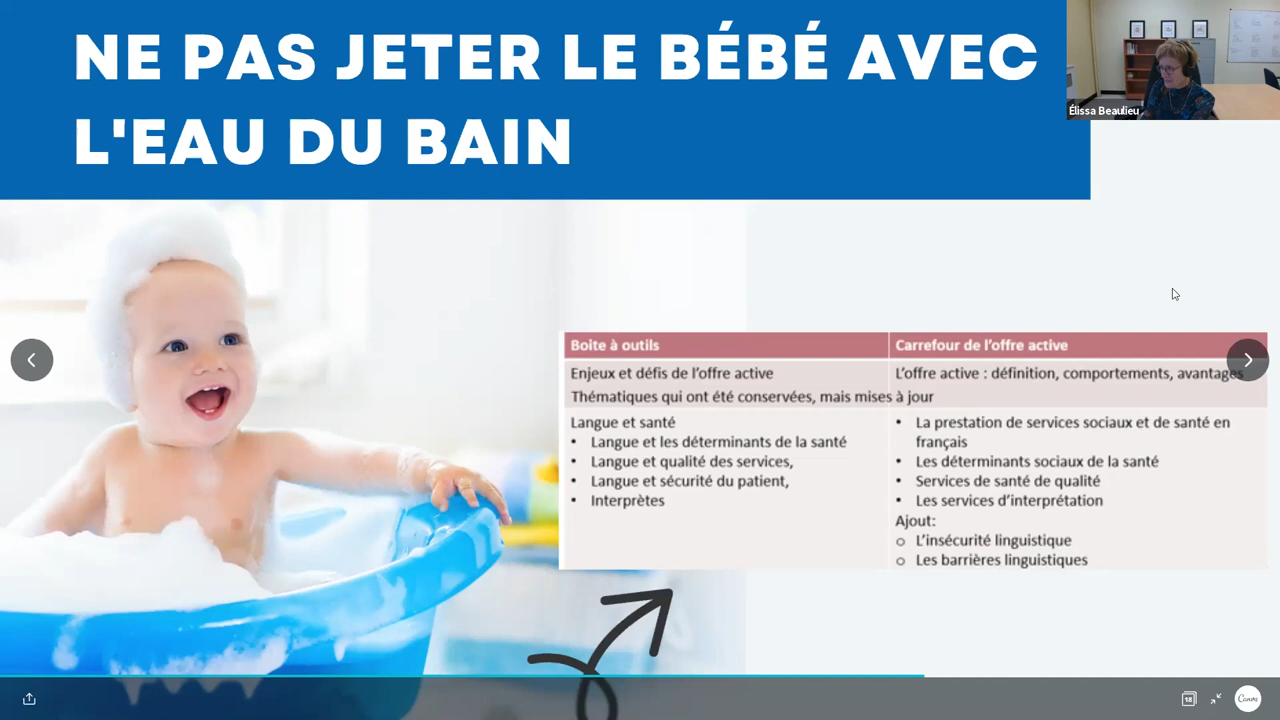 NE PAS JETER LE BÉBÉ AVEC
L'EAU DU BAIN
Élissa Beaulieu
Boite à outils
Carrefour de l'offre active
Enjeux et défis de l'offre active
L'offre active : définition, comportements, avantages
Thématiques qui ont été conservées, mais mises à jour
Langue et santé
• Langue et les déterminants de la santé
• Langue et qualité des services,
• Langue et sécurité du patient,
• Interprètes
• La prestation de services sociaux et de santé en
français
• Les déterminants sociaux de la santé
• Services de santé de qualité
• Les services d'interprétation
Ajout:
o L'insécurité linguistique
o Les barrières linguistiques
18
Canva